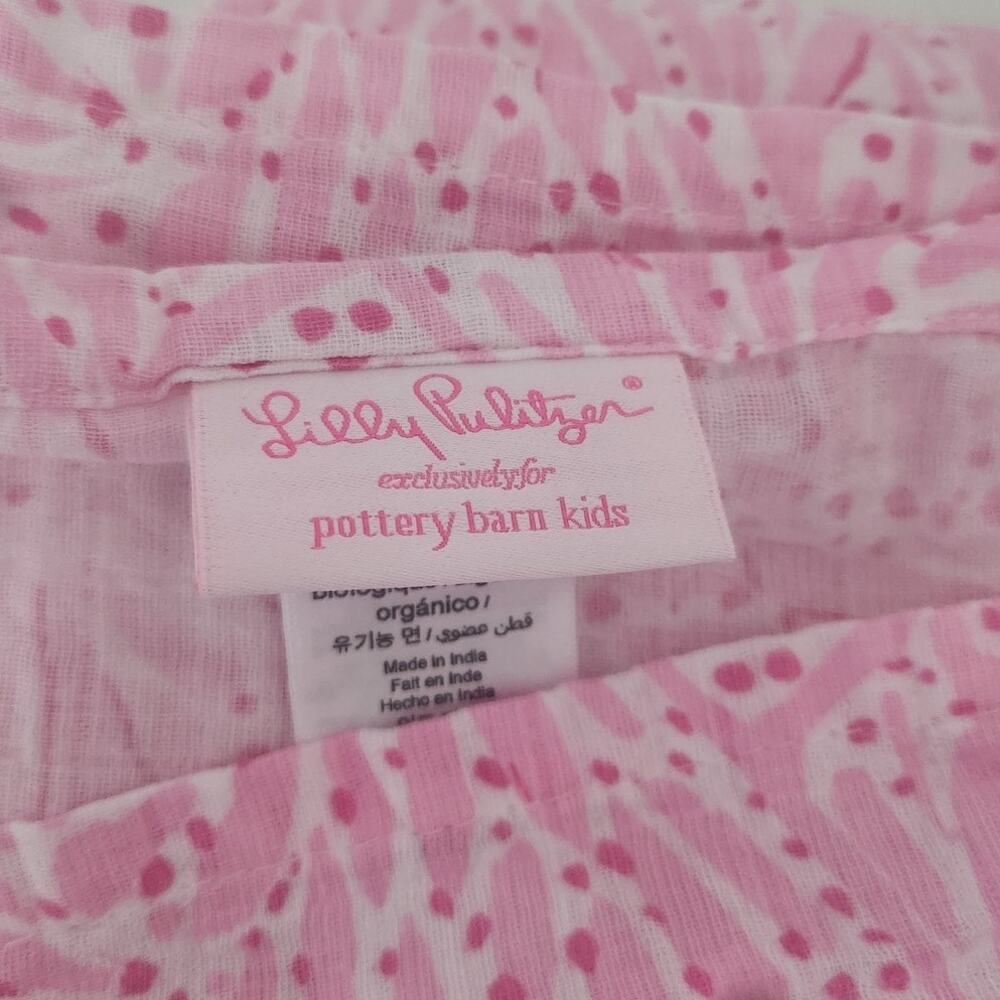 Lilly Pulitzer®
exclusively for
pottery barn kids
orgánico /
유기농 면 / قطن عضوي
Made in India
Fait en Inde
Hecho en India